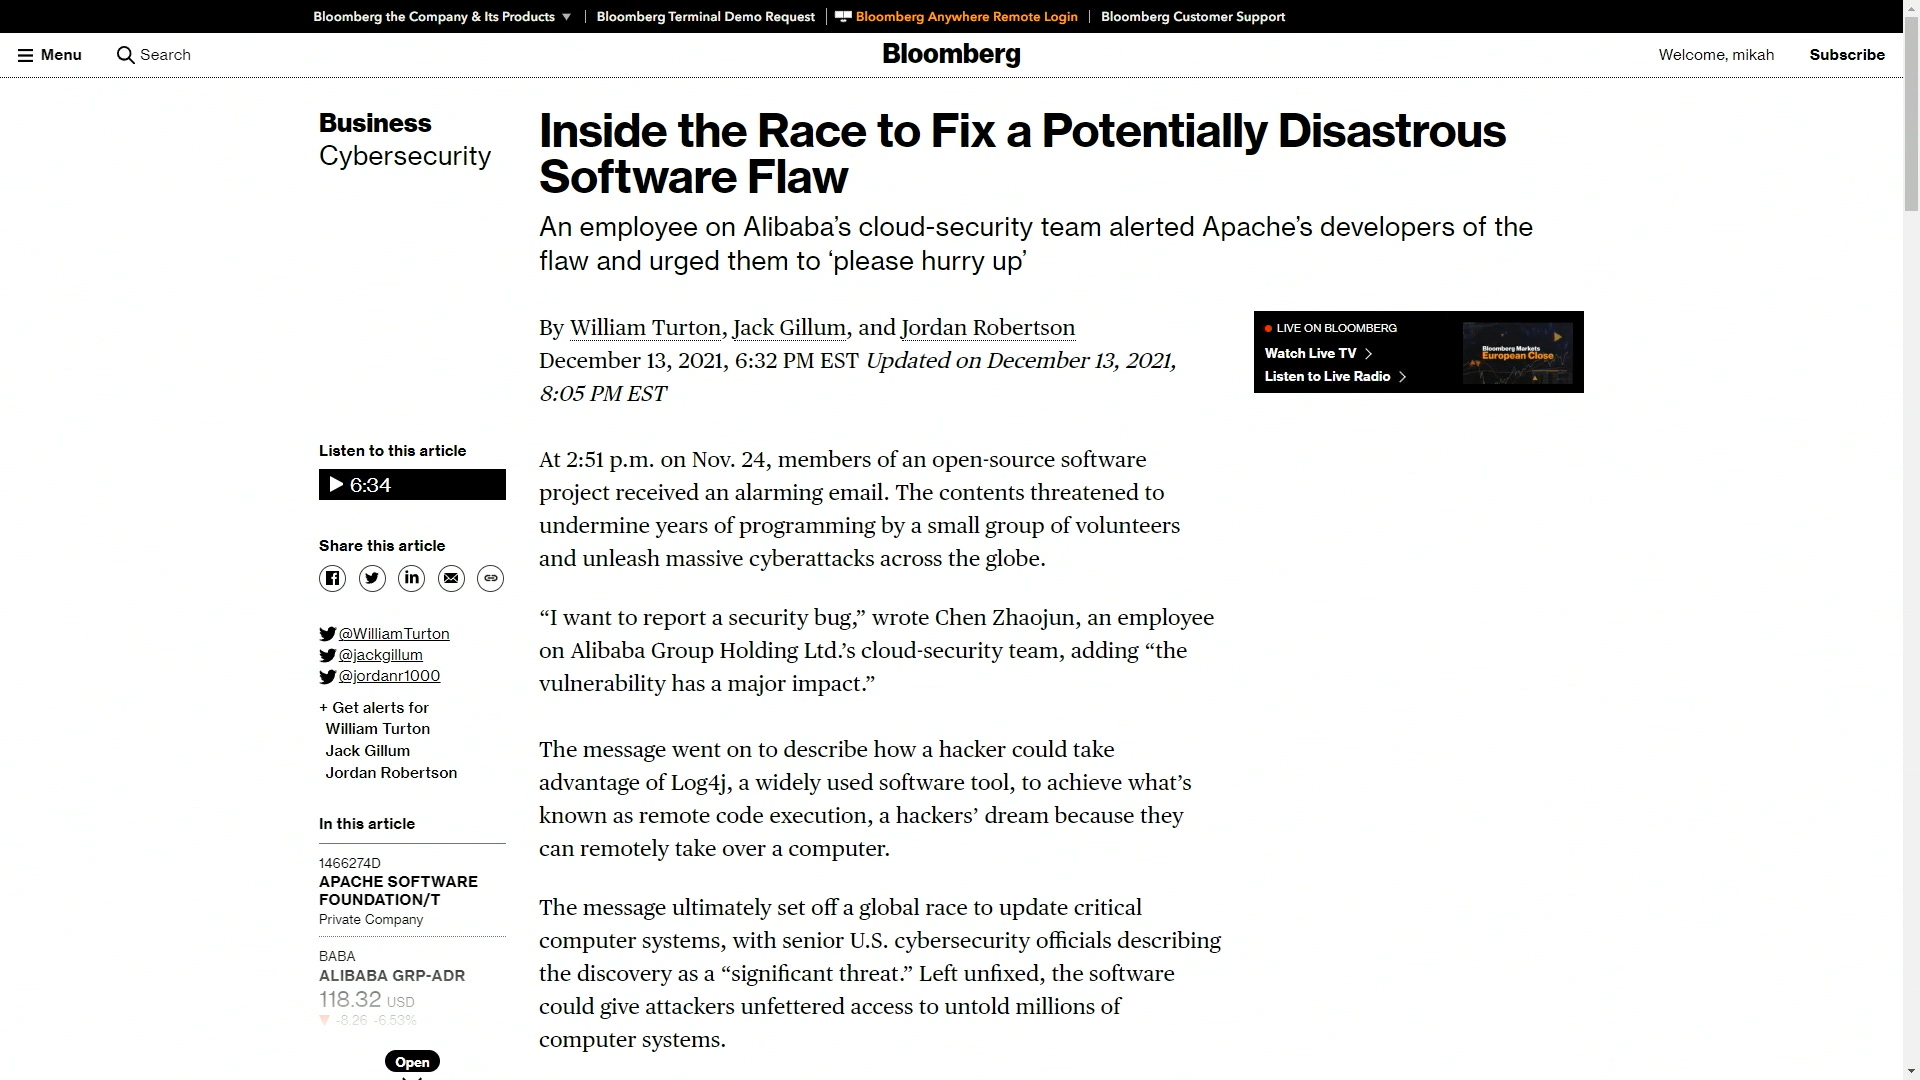 Bloomberg the Company & Its Products
Bloomberg Terminal Demo Request
Bloomberg Anywhere Remote Login
Bloomberg Customer Support
Menu
Search
Bloomberg
Welcome, mikah
Subscribe
Business
Cybersecurity
Inside the Race to Fix a Potentially Disastrous
Software Flaw
An employee on Alibaba’s cloud-security team alerted Apache’s developers of the
flaw and urged them to ‘please hurry up’
By William Turton, Jack Gillum, and Jordan Robertson
December 13, 2021, 6:32 PM EST Updated on December 13, 2021,
8:05 PM EST
LIVE ON BLOOMBERG
Watch Live TV
Listen to Live Radio
Bloomberg Markets
European Close
Listen to this article
6:34
Share this article
@WilliamTurton
@jackgillum
@jordanr1000
+ Get alerts for
William Turton
Jack Gillum
Jordan Robertson
In this article
1466274D
APACHE SOFTWARE
FOUNDATION/T
Private Company
BABA
ALIBABA GRP-ADR
118.32 USD
-8.26 -6.53%
Open
At 2:51 p.m. on Nov. 24, members of an open-source software
project received an alarming email. The contents threatened to
undermine years of programming by a small group of volunteers
and unleash massive cyberattacks across the globe.
“I want to report a security bug,” wrote Chen Zhaojun, an employee
on Alibaba Group Holding Ltd.’s cloud-security team, adding “the
vulnerability has a major impact.”
The message went on to describe how a hacker could take
advantage of Log4j, a widely used software tool, to achieve what’s
known as remote code execution, a hackers’ dream because they
can remotely take over a computer.
The message ultimately set off a global race to update critical
computer systems, with senior U.S. cybersecurity officials describing
the discovery as a “significant threat.” Left unfixed, the software
could give attackers unfettered access to untold millions of
computer systems.